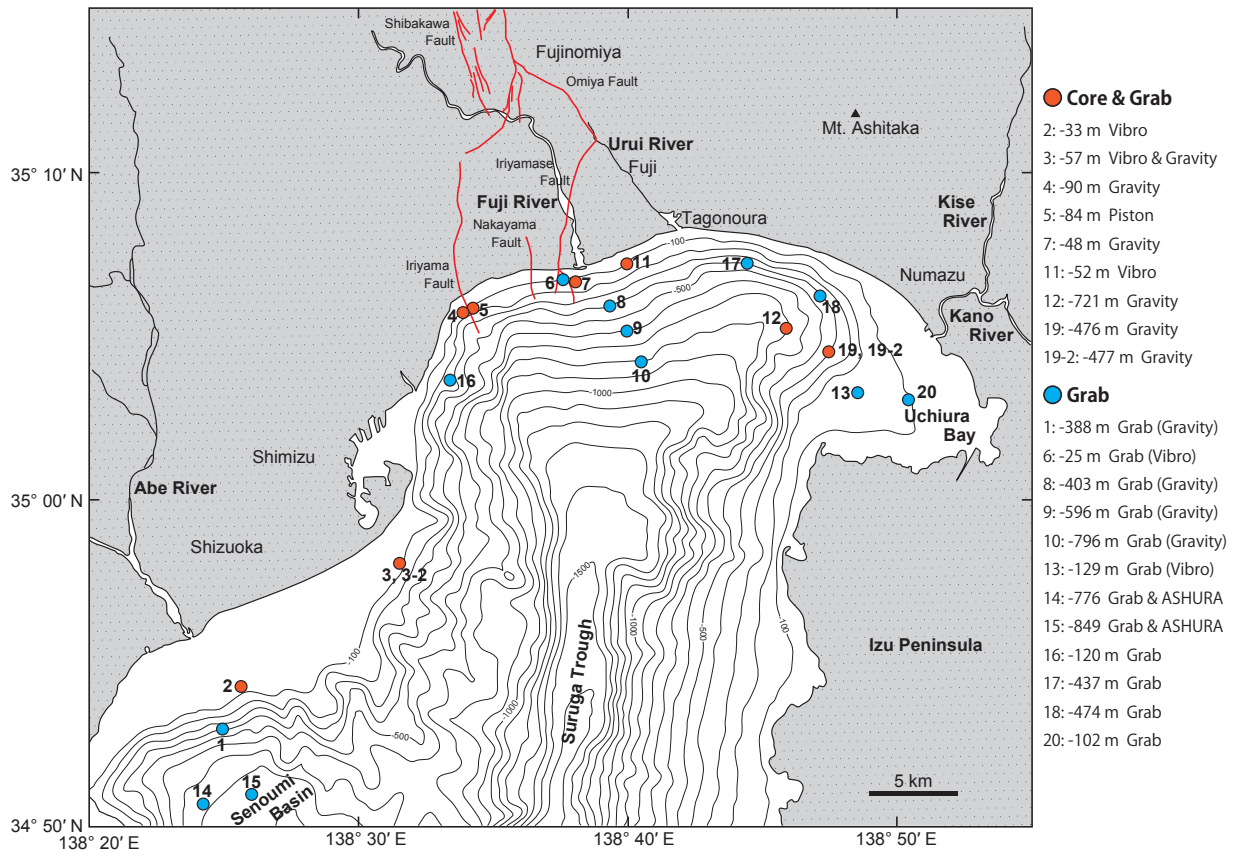 Shibakawa
Fault
Fujinomiya
Omiya Fault
Mt. Ashitaka
Urui River
Fuji
Iriyamase
Fault
35° 10’ N
Fuji River
Tagonoura
Kise
River
Nakayama
Fault
-100
Iriyama
Fault
Numazu
Kano
River
11
17
6
7
-500
8
18
5
4
12
9
19, 19-2
10
16
13
20
-1000
Uchiura
Bay
Shimizu
Abe River
35° 00’ N
Shizuoka
3, 3-2
-1500
-1000
-500
-100
Izu Peninsula
-100
Suruga Trough
2
-1000
1
-500
5 km
14
15
Senoumi
Basin
34° 50’ N
138° 20’ E
138° 30’ E
138° 40’ E
138° 50’ E
Core & Grab
2: -33 m Vibro
3: -57 m Vibro & Gravity
4: -90 m Gravity
5: -84 m Piston
7: -48 m Gravity
11: -52 m Vibro
12: -721 m Gravity
19: -476 m Gravity
19-2: -477 m Gravity
Grab
1: -388 m Grab (Gravity)
6: -25 m Grab (Vibro)
8: -403 m Grab (Gravity)
9: -596 m Grab (Gravity)
10: -796 m Grab (Gravity)
13: -129 m Grab (Vibro)
14: -776 Grab & ASHURA
15: -849 Grab & ASHURA
16: -120 m Grab
17: -437 m Grab
18: -474 m Grab
20: -102 m Grab